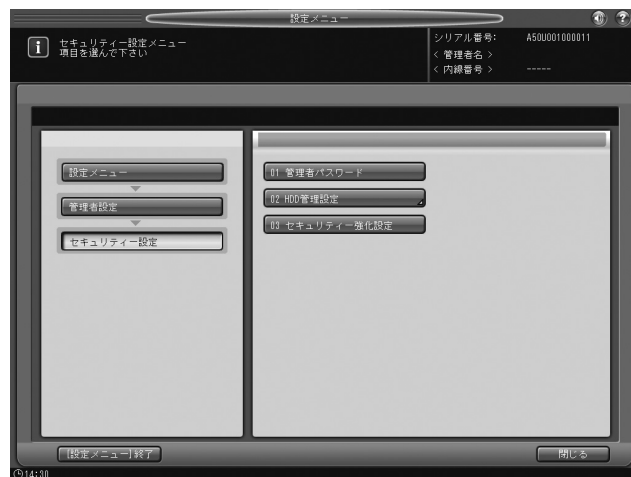 設定メニュー
セキュリティー設定メニュー
項目を選んで下さい
シリアル番号: A50U001000011
< 管理者名 >
< 内線番号 > -----
設定メニュー
管理者設定
セキュリティー設定
01 管理者パスワード
02 HDD管理設定
03 セキュリティー強化設定
[設定メニュー]終了
閉じる
14:30